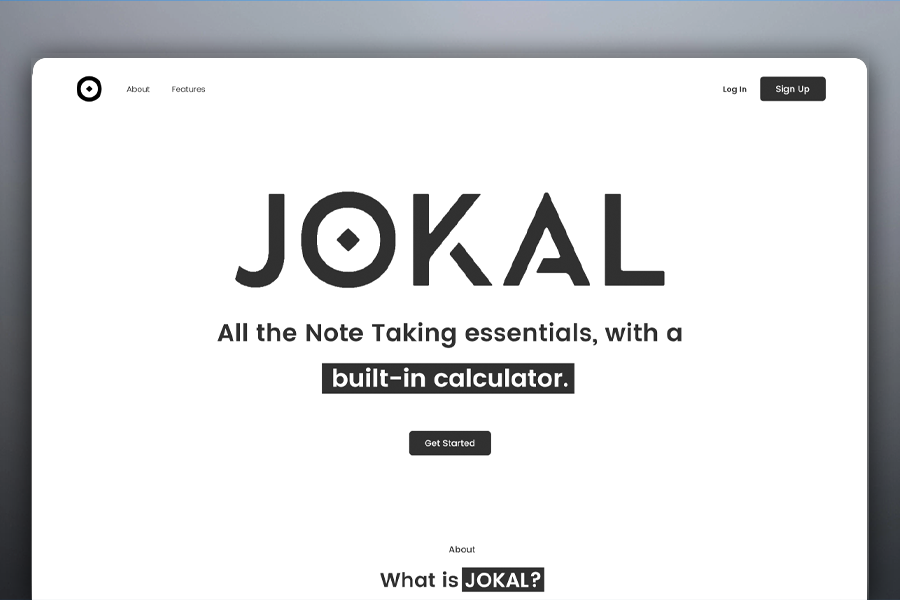 About
Features
Log In
Sign Up
JOKAL
All the Note Taking essentials, with a
built-in calculator.
Get Started
About
What is JOKAL?